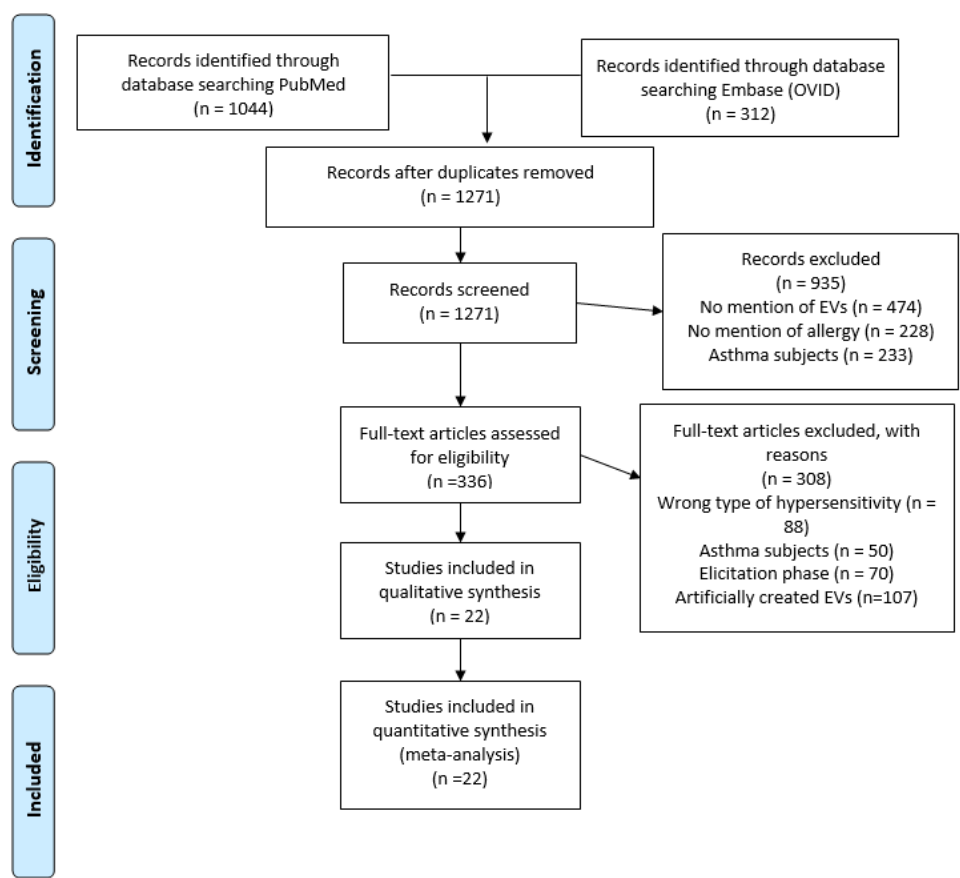 Identification
Records identified through
database searching PubMed
(n = 1044)
Records identified through database
searching Embase (OVID)
(n = 312)
Records after duplicates removed
(n = 1271)
Screening
Records screened
(n = 1271)
Records excluded
(n = 935)
No mention of EVs (n = 474)
No mention of allergy (n = 228)
Asthma subjects (n = 233)
Eligibility
Full-text articles assessed
for eligibility
(n =336)
Full-text articles excluded, with
reasons
(n = 308)
Wrong type of hypersensitivity (n =
88)
Asthma subjects (n = 50)
Elicitation phase (n = 70)
Artificially created EVs (n=107)
Studies included in
qualitative synthesis
(n = 22)
Included
Studies included in
quantitative synthesis
(meta-analysis)
(n =22)